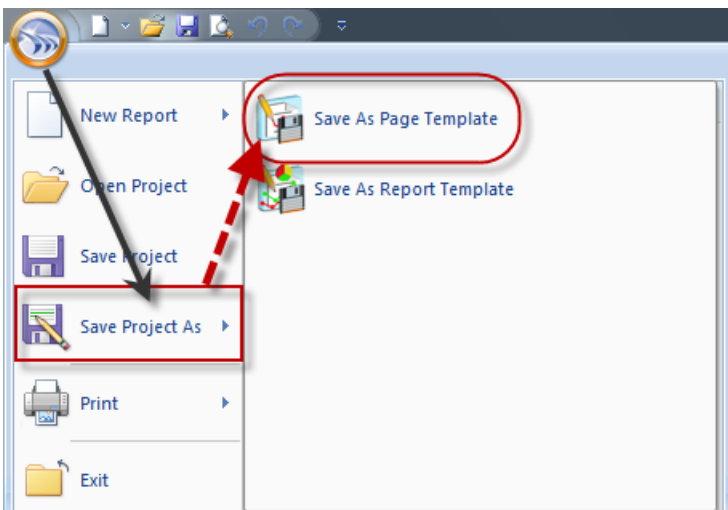 New Report
Open Project
Save Project
Save Project As
Print
Exit
Save As Page Template
Save As Report Template